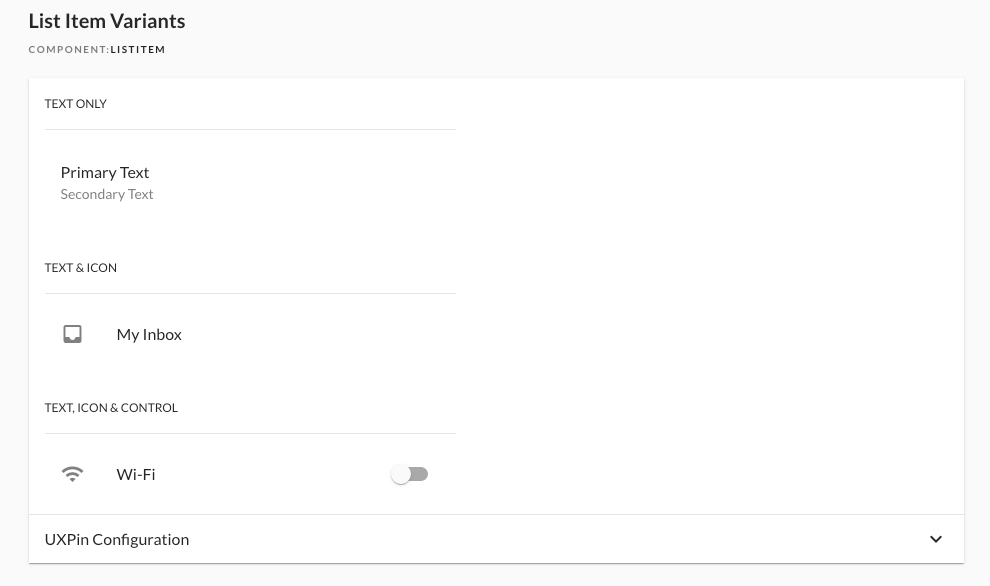 List Item Variants
COMPONENT:LISTITEM
TEXT ONLY
Primary Text
Secondary Text
TEXT & ICON
My Inbox
TEXT, ICON & CONTROL
Wi-Fi
UXPin Configuration